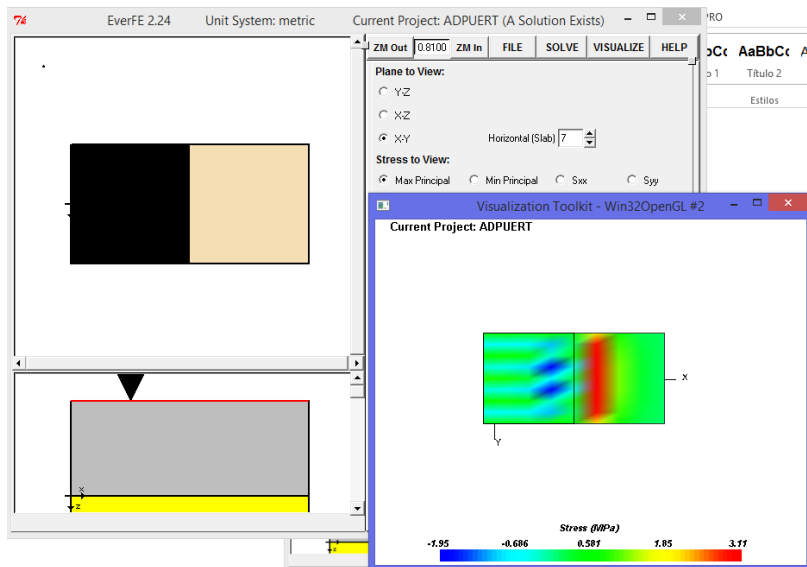 EverFE 2.24 Unit System: metric Current Project: ADPUERT (A Solution Exists)
ZM Out 0.8100 ZM In FILE SOLVE VISUALIZE HELP
Plane to View:
Y-Z
X-Z
X-Y Horizontal (Slab) 7
Stress to View:
Max Principal Min Principal Sxx Syy
AaBbCc
Título 2
Estilos
Visualization Toolkit - Win32OpenGL #2
Current Project: ADPUERT
X
Y
Stress (MPa)
-1.95 -0.686 0.581 1.85 3.11
x
z